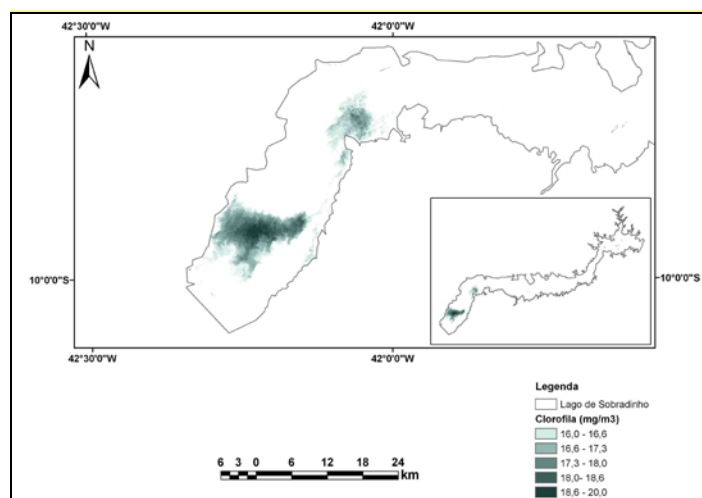 42°30'0"W 42°0'0"W
N
10°0'0"S 10°0'0"S
42°30'0"W 42°0'0"W
Legenda
Lago de Sobradinho
Clorofila (mg/m3)
16,0 - 16,6
16,6 - 17,3
17,3 - 18,0
18,0- 18,6
18,6 - 20,0
6 3 0 6 12 18 24
km